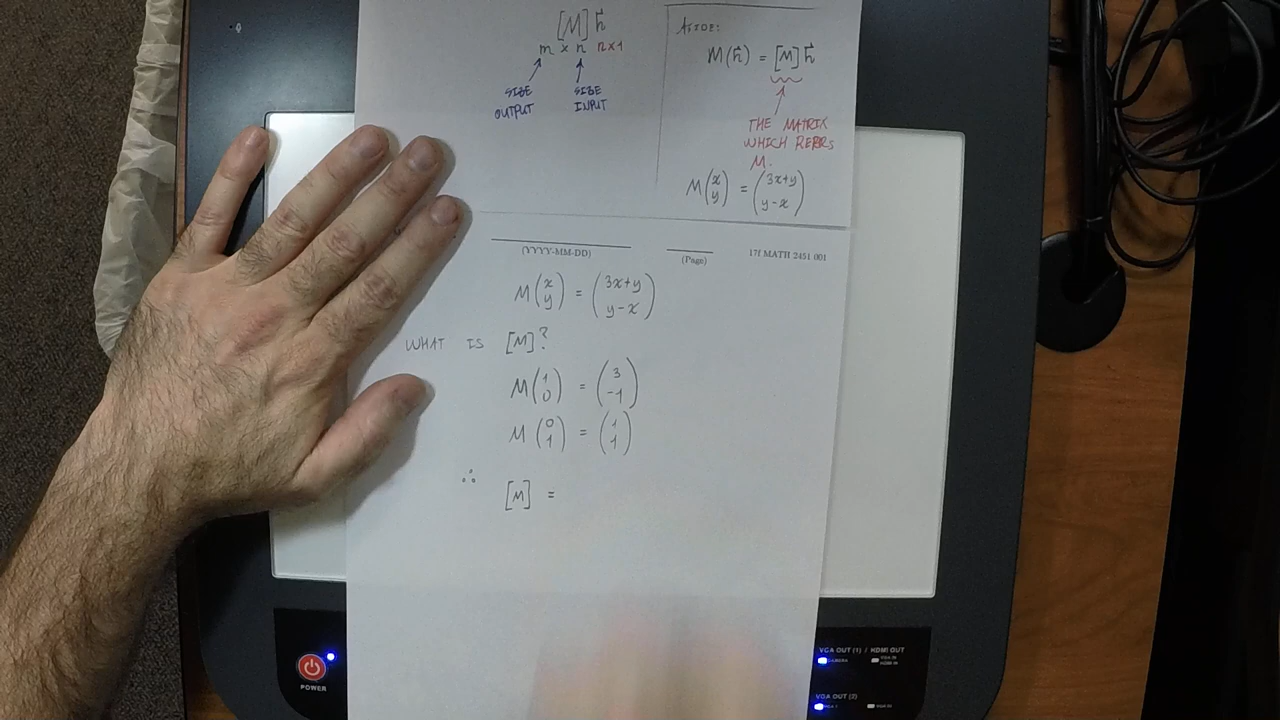 [M] h⃗
m × n n×1
SIZE OUTPUT
SIZE INPUT
ASIDE:
M(h⃗) = [M] h⃗
THE MATRIX
WHICH REPRS
M.
M(x y) = (3x+y y-x)
(YYYY-MM-DD) (Page) 17f MATH 2451 001
M(x y) = (3x+y y-x)
WHAT IS [M]?
M(1 0) = (3 -1)
M(0 1) = (1 1)
∴ [M] =
POWER
VGA OUT (1) / HDMI OUT
CAMERA
VGA OUT (2)